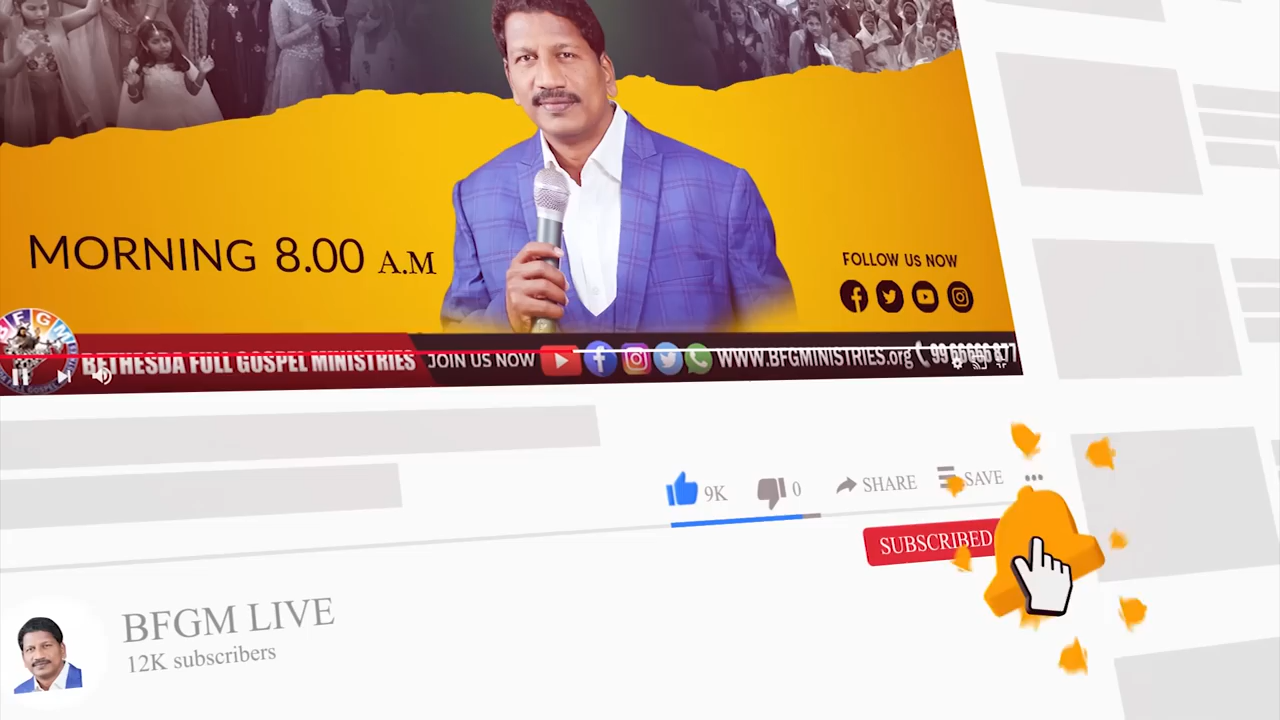 MORNING 8.00 A.M
FOLLOW US NOW
BFGM
BETHESDA FULL GOSPEL MINISTRIES
JOIN US NOW
WWW.BFGMINISTRIES.org
9K
0
SHARE
SAVE
SUBSCRIBED
BFGM LIVE
12K subscribers